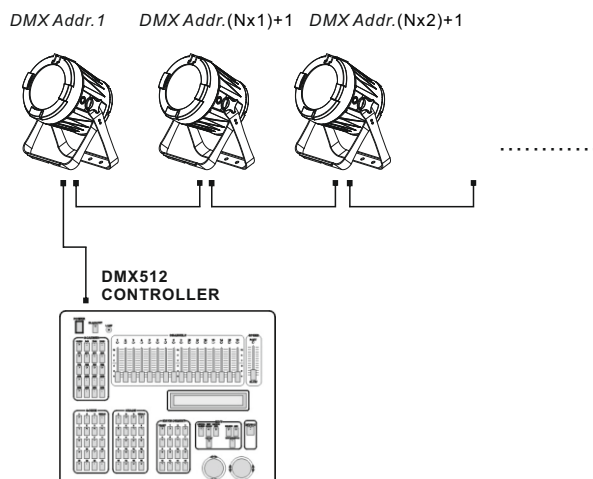 DMX Addr.1 DMX Addr.(Nx1)+1 DMX Addr.(Nx2)+1
...........
DMX512
CONTROLLER